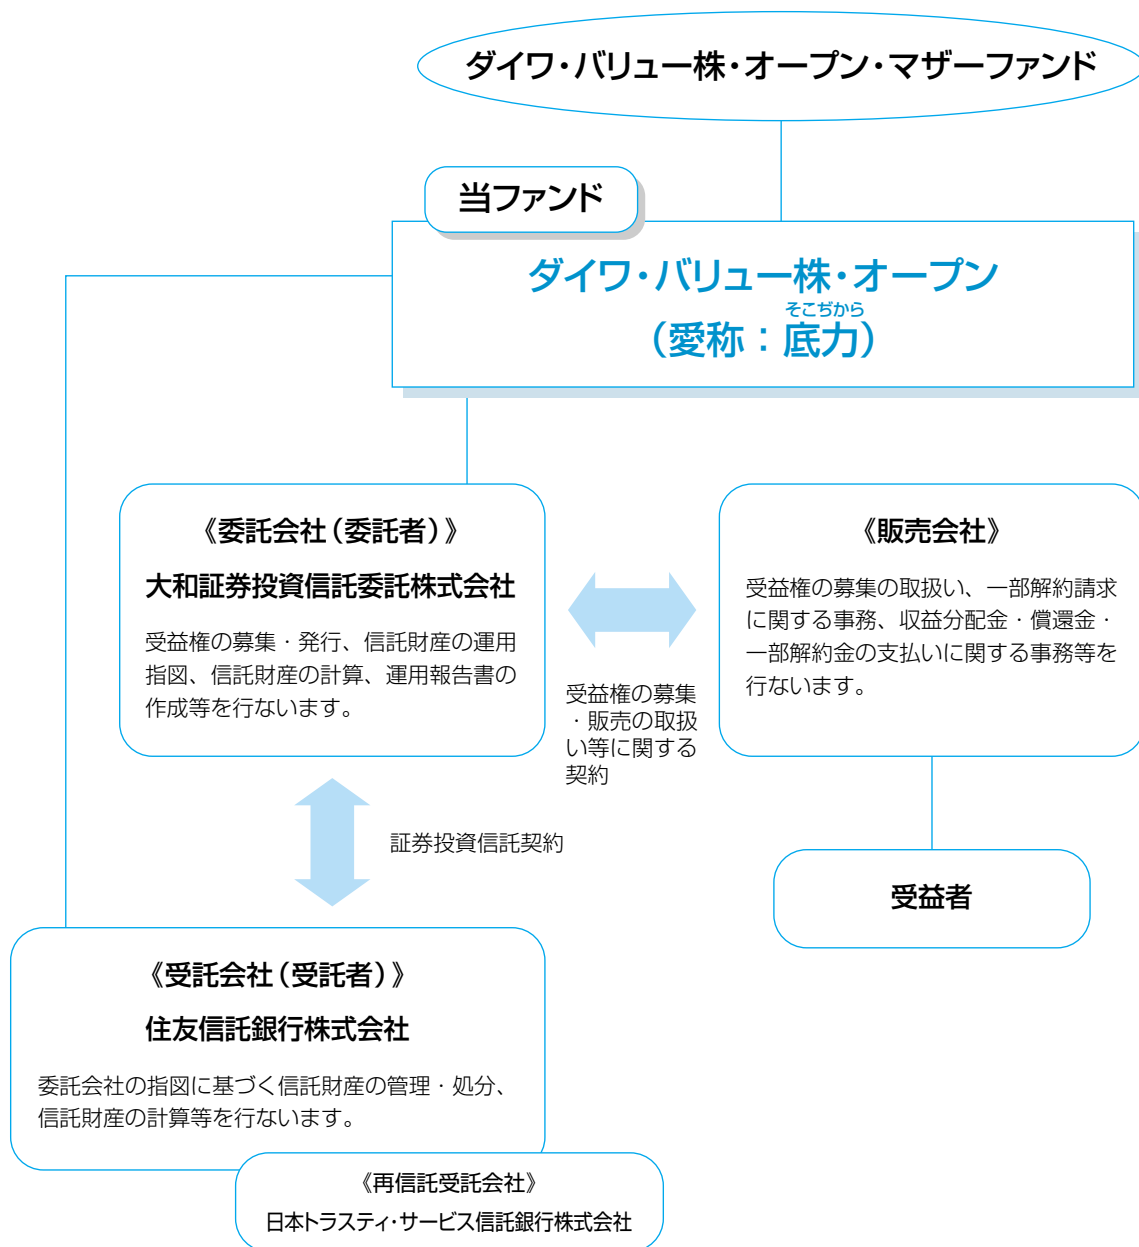 ダイワ・バリュー株・オープン・マザーファンド
当ファンド
ダイワ・バリュー株・オープン
そこぢから
（愛称：底力）
《委託会社（委託者）》
大和証券投資信託委託株式会社
受益権の募集・発行、信託財産の運用
指図、信託財産の計算、運用報告書の
作成等を行ないます。
受益権の募集
・販売の取扱
い等に関する
契約
《販売会社》
受益権の募集の取扱い、一部解約請求
に関する事務、収益分配金・償還金・
一部解約金の支払いに関する事務等を
行ないます。
証券投資信託契約
受益者
《受託会社（受託者）》
住友信託銀行株式会社
委託会社の指図に基づく信託財産の管理・処分、
信託財産の計算等を行ないます。
《再信託受託会社》
日本トラスティ・サービス信託銀行株式会社